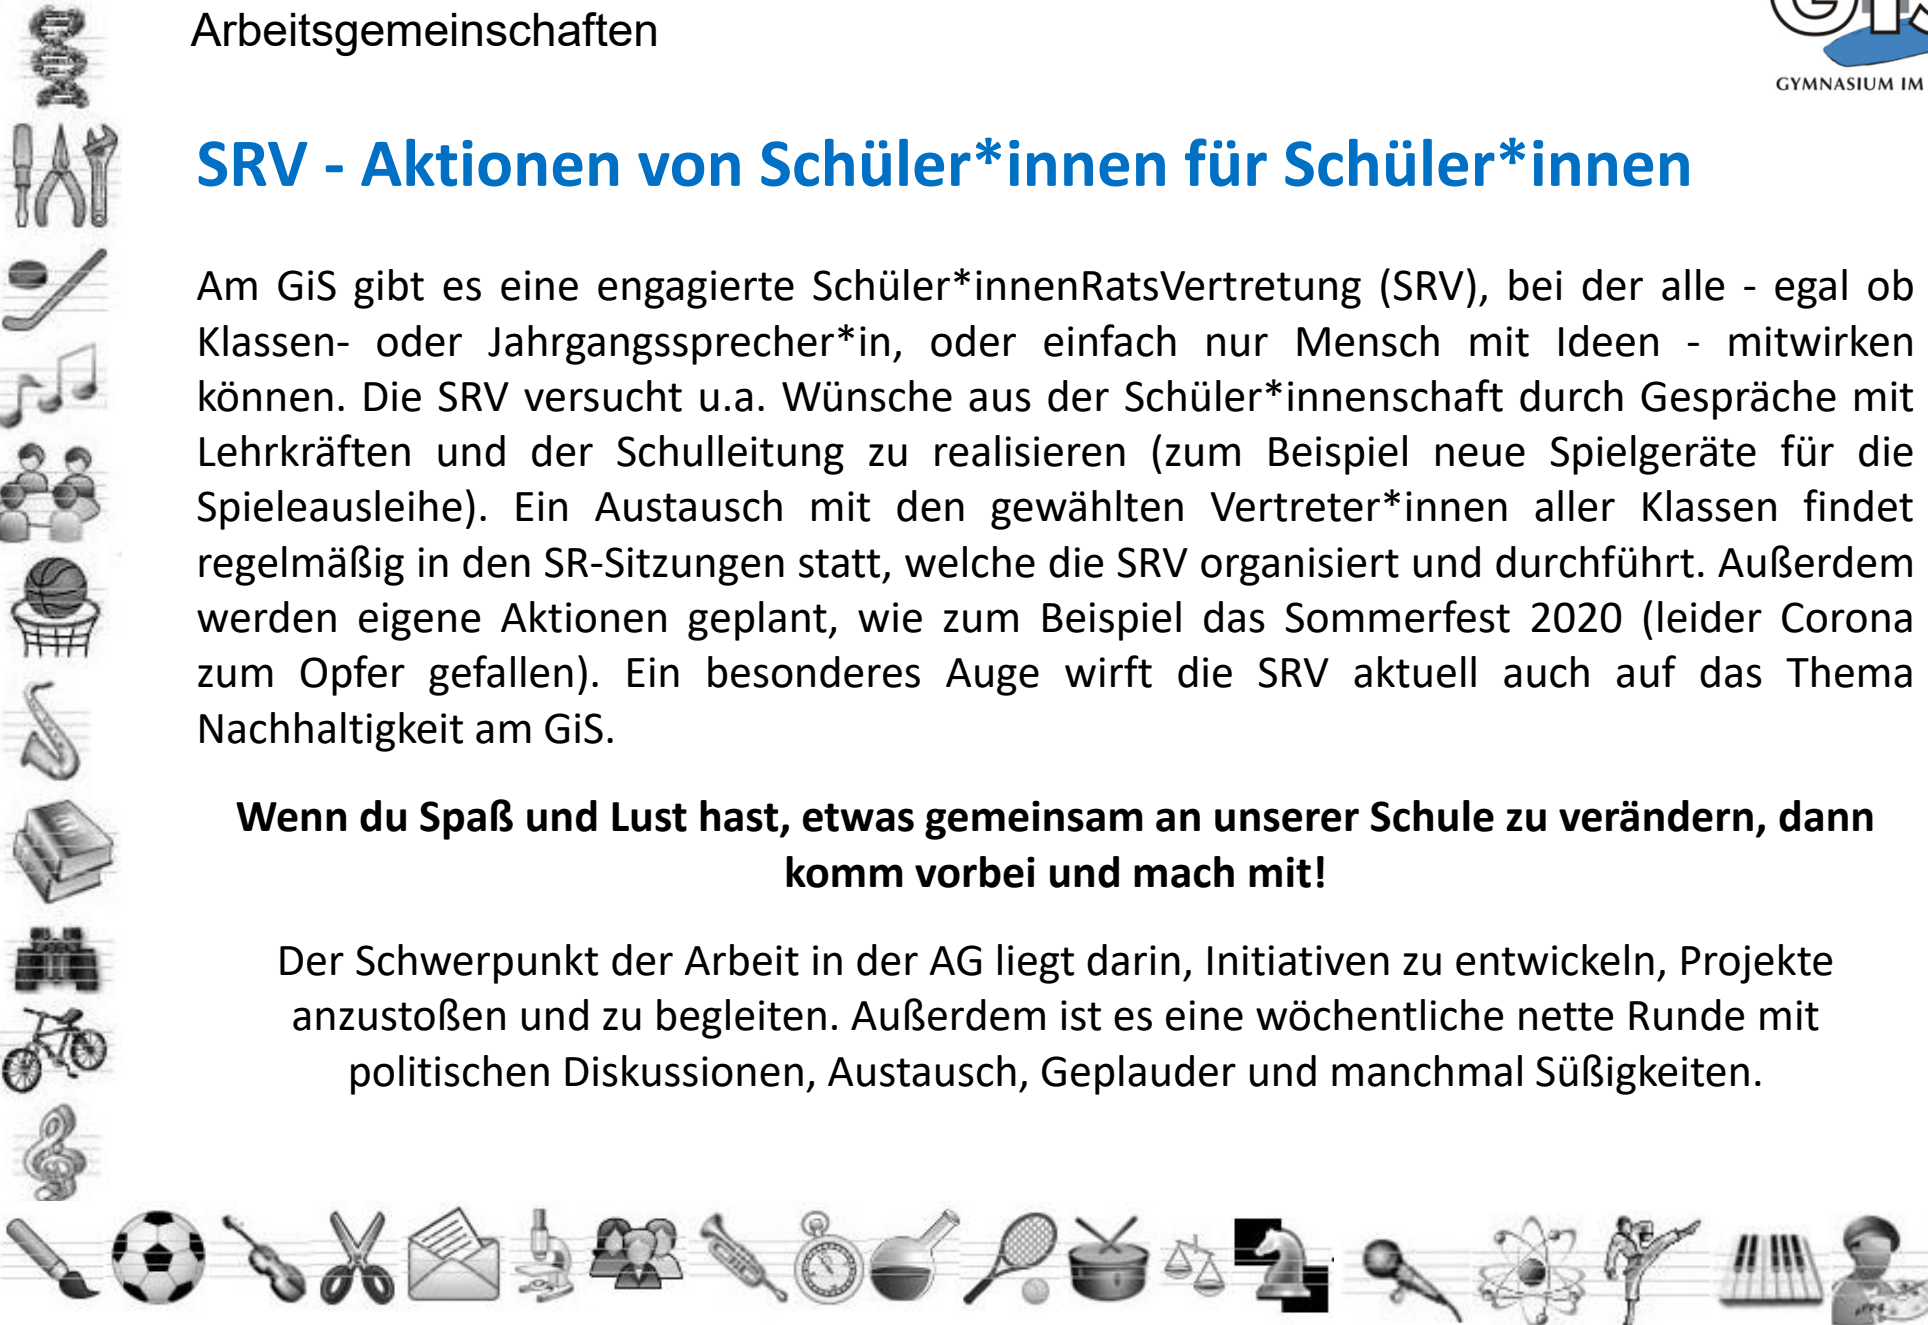 Arbeitsgemeinschaften
GYMNASIUM IM
SRV - Aktionen von Schüler*innen für Schüler*innen
Am GiS gibt es eine engagierte Schüler*innenRatsVertretung (SRV), bei der alle - egal ob
Klassen- oder Jahrgangssprecher*in, oder einfach nur Mensch mit Ideen - mitwirken
können. Die SRV versucht u.a. Wünsche aus der Schüler*innenschaft durch Gespräche mit
Lehrkräften und der Schulleitung zu realisieren (zum Beispiel neue Spielgeräte für die
Spieleausleihe). Ein Austausch mit den gewählten Vertreter*innen aller Klassen findet
regelmäßig in den SR-Sitzungen statt, welche die SRV organisiert und durchführt. Außerdem
werden eigene Aktionen geplant, wie zum Beispiel das Sommerfest 2020 (leider Corona
zum Opfer gefallen). Ein besonderes Auge wirft die SRV aktuell auch auf das Thema
Nachhaltigkeit am GiS.
Wenn du Spaß und Lust hast, etwas gemeinsam an unserer Schule zu verändern, dann
komm vorbei und mach mit!
Der Schwerpunkt der Arbeit in der AG liegt darin, Initiativen zu entwickeln, Projekte
anzustoßen und zu begleiten. Außerdem ist es eine wöchentliche nette Runde mit
politischen Diskussionen, Austausch, Geplauder und manchmal Süßigkeiten.